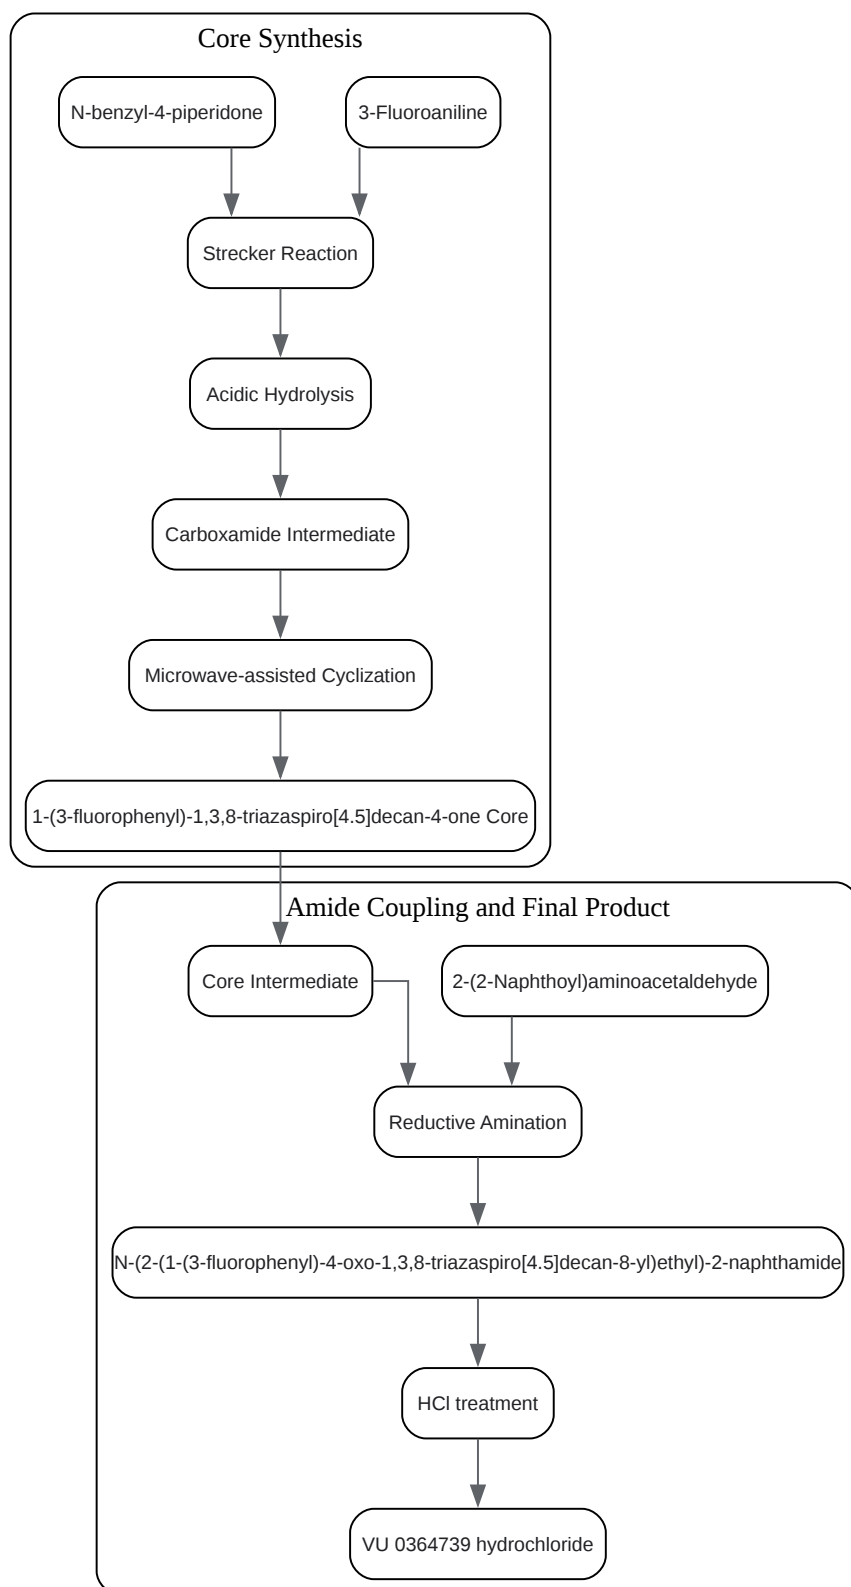 Core Synthesis
N-benzyl-4-piperidone
3-Fluoroaniline
Strecker Reaction
Acidic Hydrolysis
Carboxamide Intermediate
Microwave-assisted Cyclization
1-(3-fluorophenyl)-1,3,8-triazaspiro[4.5]decan-4-one Core
Amide Coupling and Final Product
Core Intermediate
2-(2-Naphthoyl)aminoacetaldehyde
Reductive Amination
N-(2-(1-(3-fluorophenyl)-4-oxo-1,3,8-triazaspiro[4.5]decan-8-yl)ethyl)-2-naphthamide
HCl treatment
VU 0364739 hydrochloride